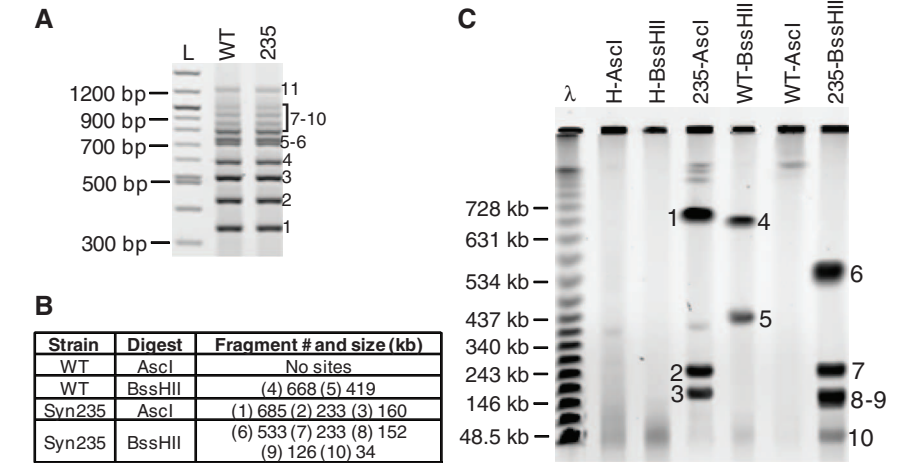 A
L WT 235
1200 bp
900 bp
700 bp
500 bp
300 bp
11
7-10
5-6
4
3
2
1
B
Strain Digest Fragment # and size (kb)
WT AscI No sites
WT BssHII (4) 668 (5) 419
Syn235 AscI (1) 685 (2) 233 (3) 160
Syn235 BssHII (6) 533 (7) 233 (8) 152
(9) 126 (10) 34
C
λ H-AscI H-BssHII 235-AscI WT-BssHII WT-AscI 235-BssHII
728 kb
631 kb
534 kb
437 kb
340 kb
243 kb
146 kb
48.5 kb
1
2
3
4
5
6
7
8-9
10